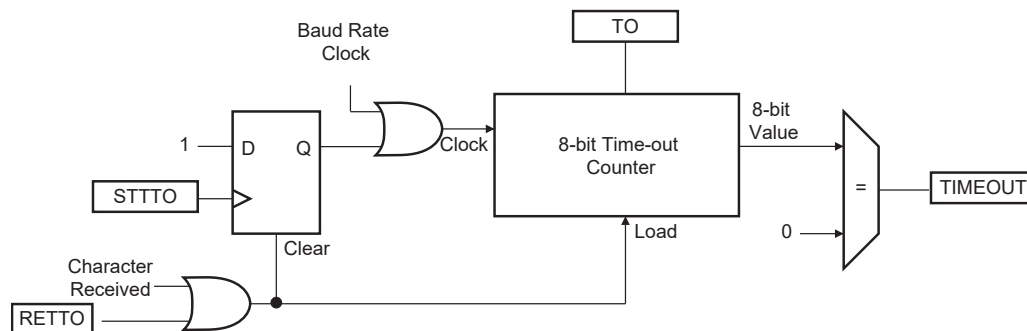 TO
Baud Rate
Clock
1
D
Q
Clock
8-bit Time-out
Counter
8-bit
Value
STTTO
=
TIMEOUT
Clear
Load
0
Character
Received
RETTO